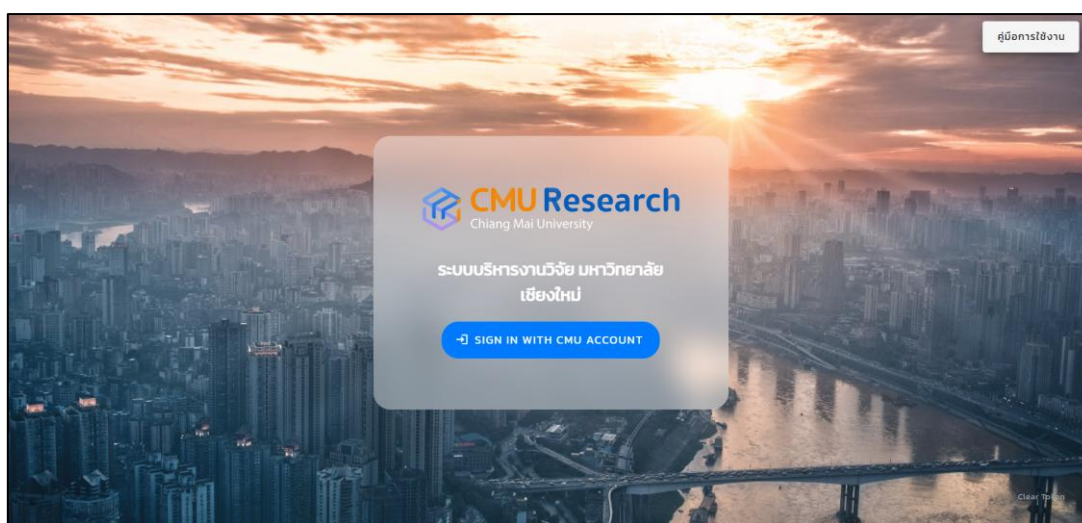 คู่มือการใช้งาน
CMU Research
Chiang Mai University
ระบบบริหารงานวิจัย มหาวิทยาลัย
เชียงใหม่
SIGN IN WITH CMU ACCOUNT
Clear Token